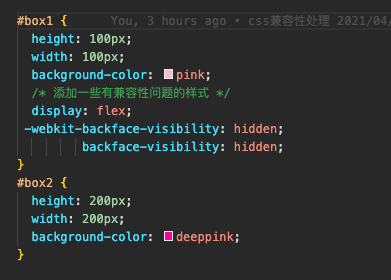 #box1 { You, 3 hours ago • css兼容性处理 2021/04/
height: 100px;
width: 100px;
background-color: pink;
/* 添加一些有兼容性问题的样式 */
display: flex;
-webkit-backface-visibility: hidden;
backface-visibility: hidden;
}
#box2 {
height: 200px;
width: 200px;
background-color: deeppink;
}